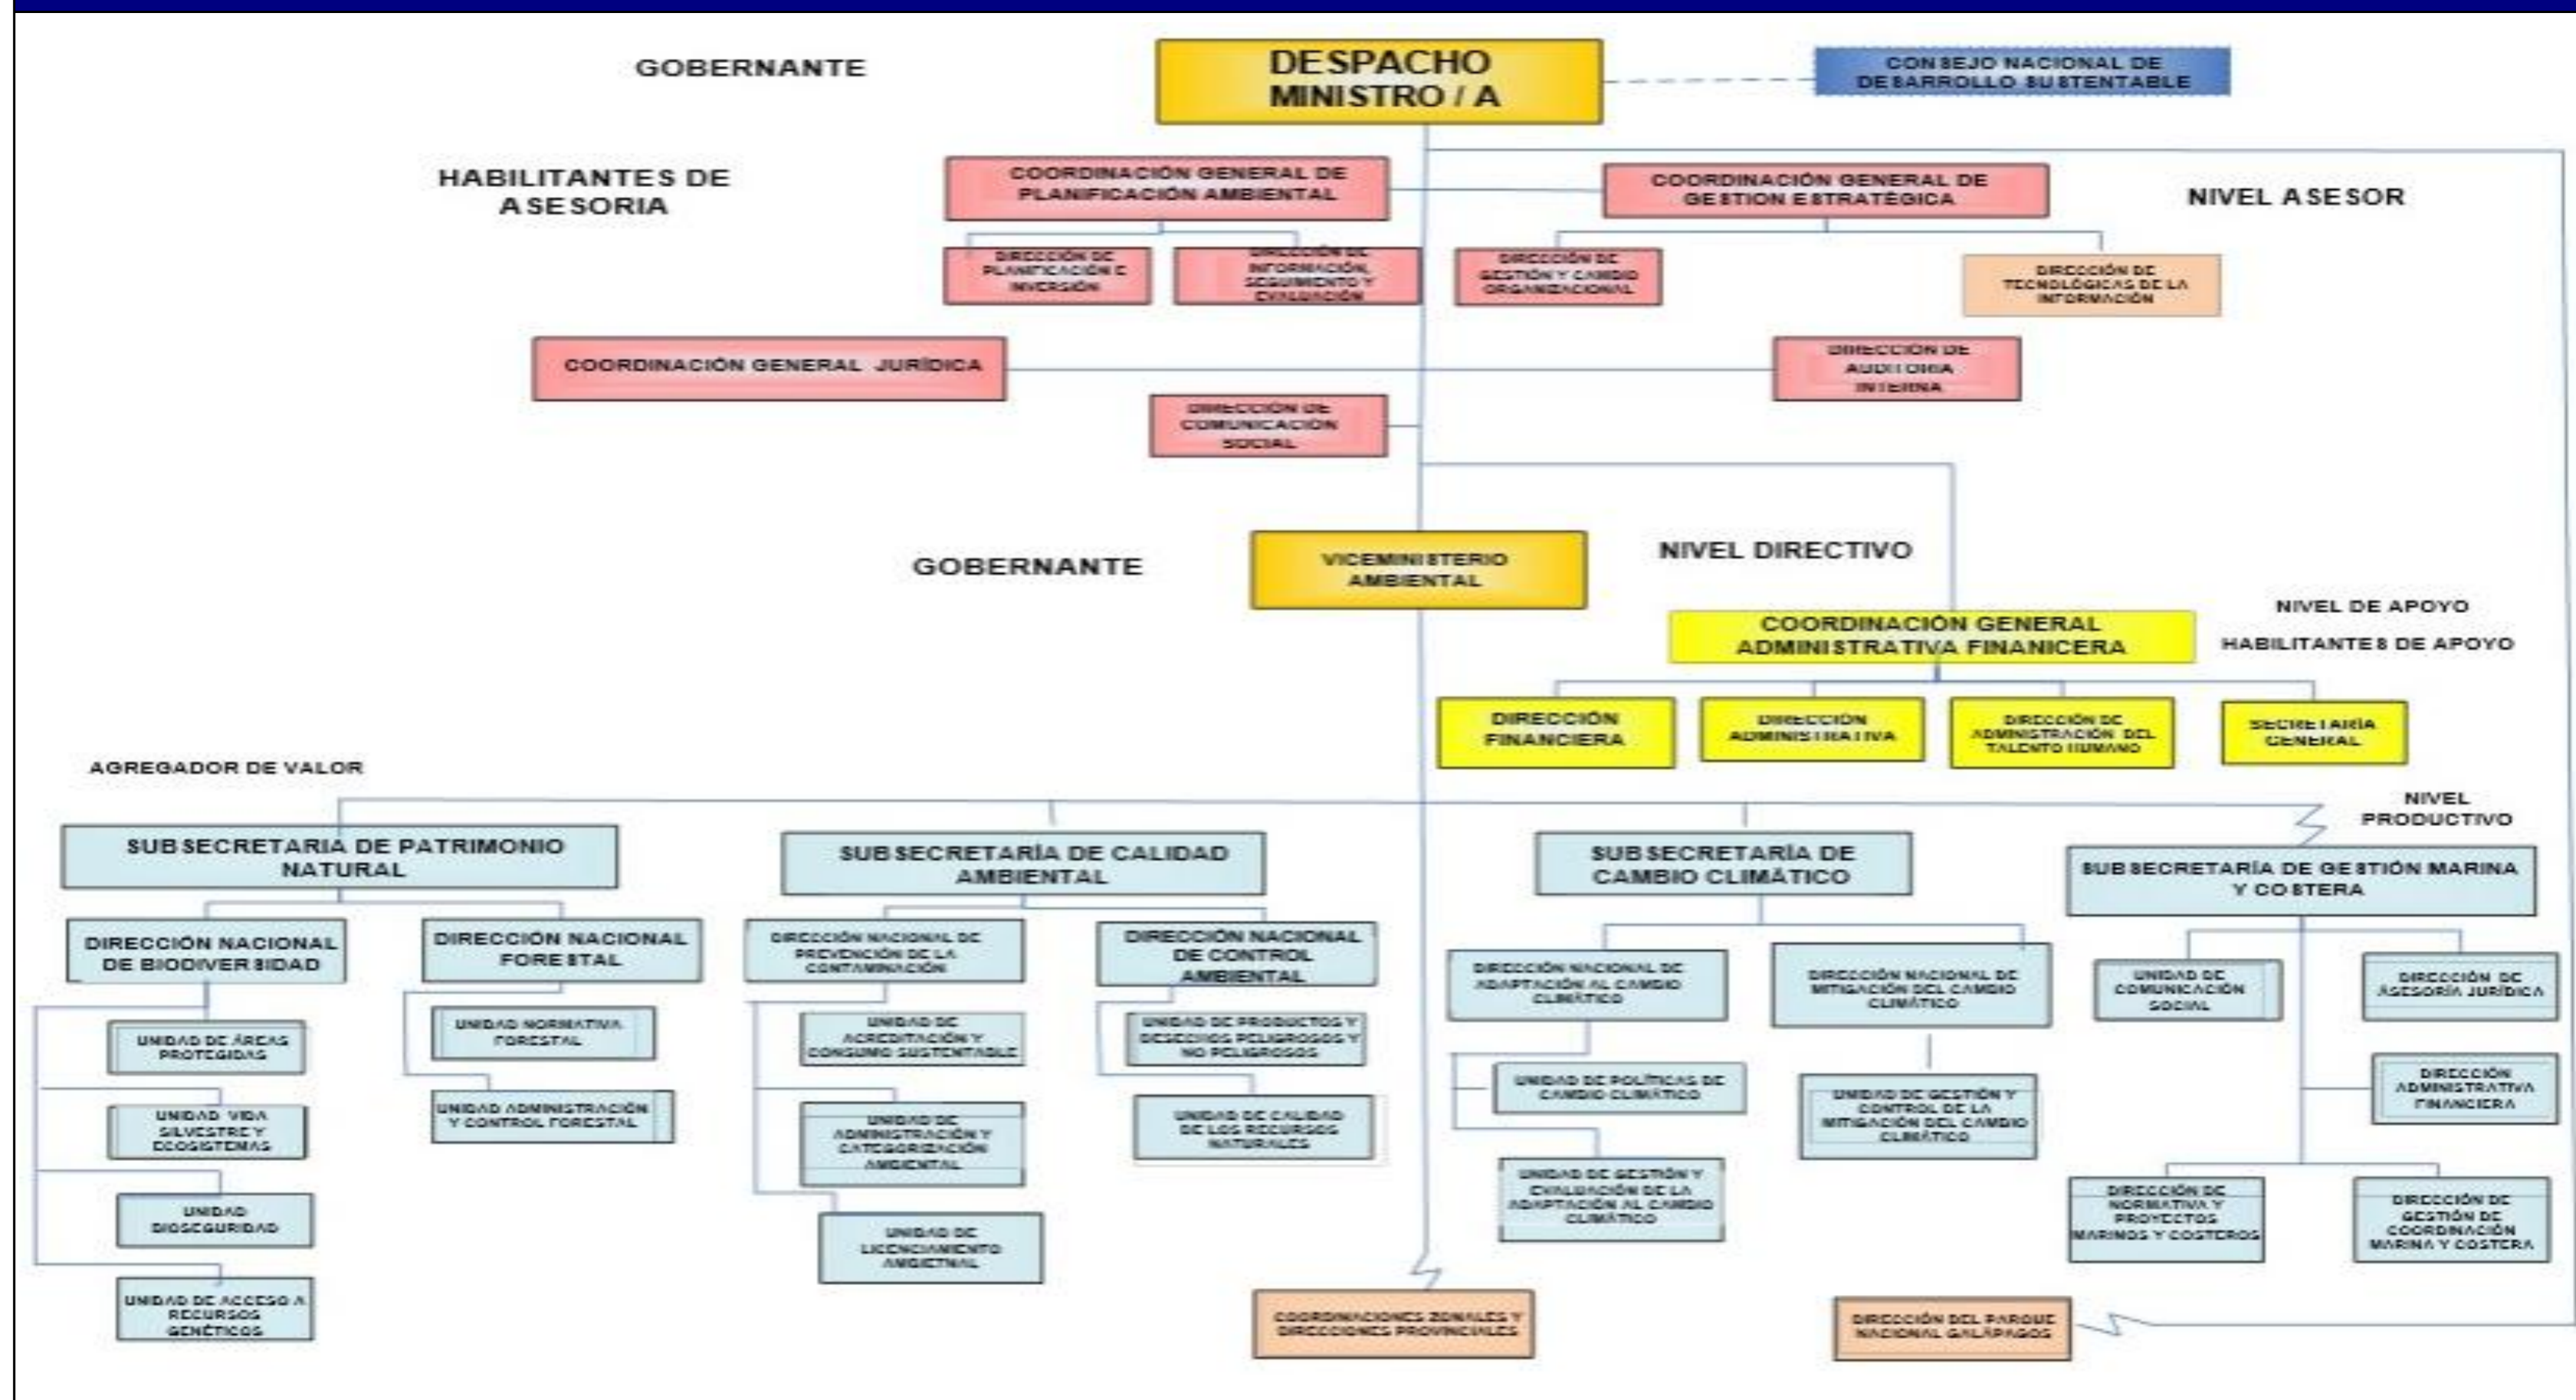 GOBERNANTE
DESPACHO
MINISTRO / A
CONSEJO NACIONAL DE
DESARROLLO SUSTENTABLE
HABILITANTES DE
ASESORIA
COORDINACIÓN GENERAL DE
PLANIFICACIÓN AMBIENTAL
COORDINACIÓN GENERAL DE
GESTION ESTRATÉGICA
NIVEL ASESOR
DIRECCIÓN DE
PLANIFICACIÓN E
INVERSIÓN
DIRECCIÓN DE
INFORMACIÓN,
SEGUIMIENTO Y
EVALUACIÓN
DIRECCIÓN DE
GESTIÓN Y CAMBIO
ORGANIZACIONAL
DIRECCIÓN DE
TECNOLÓGICAS DE LA
INFORMACIÓN
COORDINACIÓN GENERAL JURÍDICA
DIRECCIÓN DE
AUDITORIA
INTERNA
DIRECCIÓN DE
COMUNICACIÓN
SOCIAL
GOBERNANTE
VICEMINISTERIO
AMBIENTAL
NIVEL DIRECTIVO
NIVEL DE APOYO
HABILITANTES DE APOYO
COORDINACIÓN GENERAL
ADMINISTRATIVA FINANICERA
DIRECCIÓN
FINANCIERA
DIRECCIÓN
ADMINISTRATIVA
DIRECCIÓN DE
ADMINISTRACIÓN DEL
TALENTO HUMANO
SECRETARÍA
GENERAL
AGREGADOR DE VALOR
NIVEL
PRODUCTIVO
SUBSECRETARIA DE PATRIMONIO
NATURAL
SUBSECRETARÍA DE CALIDAD
AMBIENTAL
SUBSECRETARÍA DE
CAMBIO CLIMÁTICO
SUBSECRETARÍA DE GESTIÓN MARINA
Y COSTERA
DIRECCIÓN NACIONAL
DE BIODIVERSIDAD
DIRECCIÓN NACIONAL
FORESTAL
DIRECCIÓN NACIONAL DE
PREVENCIÓN DE LA
CONTAMINACIÓN
DIRECCIÓN NACIONAL
DE CONTROL
AMBIENTAL
DIRECCIÓN NACIONAL DE
ADAPTACIÓN AL CAMBIO
CLIMÁTICO
DIRECCIÓN NACIONAL DE
MITIGACIÓN DEL CAMBIO
CLIMÁTICO
UNIDAD DE
COMUNICACIÓN
SOCIAL
DIRECCIÓN DE
ASESORÍA JURÍDICA
UNIDAD DE ÁREAS
PROTEGIDAS
UNIDAD NORMATIVA
FORESTAL
UNIDAD DE
ACREDITACIÓN Y
CONSUMO SUSTENTABLE
UNIDAD DE PRODUCTOS Y
DESECHOS PELIGROSOS Y
NO PELIGROSOS
UNIDAD DE POLÍTICAS DE
CAMBIO CLIMÁTICO
UNIDAD DE GESTIÓN Y
CONTROL DE LA
MITIGACIÓN DEL CAMBIO
CLIMÁTICO
DIRECCIÓN
ADMINISTRATIVA
FINANCIERA
UNIDAD VIDA
SILVESTRE Y
ECOSISTEMAS
UNIDAD ADMINISTRACIÓN
Y CONTROL FORESTAL
UNIDAD DE
ADMINISTRACIÓN Y
CATEGORIZACIÓN
AMBIENTAL
UNIDAD DE CALIDAD
DE LOS RECURSOS
NATURALES
UNIDAD DE GESTIÓN Y
EVALUACIÓN DE LA
ADAPTACIÓN AL CAMBIO
CLIMÁTICO
DIRECCIÓN DE
NORMATIVA Y
PROYECTOS
MARINOS Y COSTEROS
DIRECCIÓN DE
GESTIÓN DE
COORDINACIÓN
MARINA Y COSTERA
UNIDAD
BIOSEGURIDAD
UNIDAD DE
LICENCIAMIENTO
AMBIETNAL
UNIDAD DE ACCESO A
RECURSOS
GENÉTICOS
COORDINACIONES ZONALES Y
DIRECCIONES PROVINCIALES
DIRECCIÓN DEL PARQUE
NACIONAL GALÁPAGOS